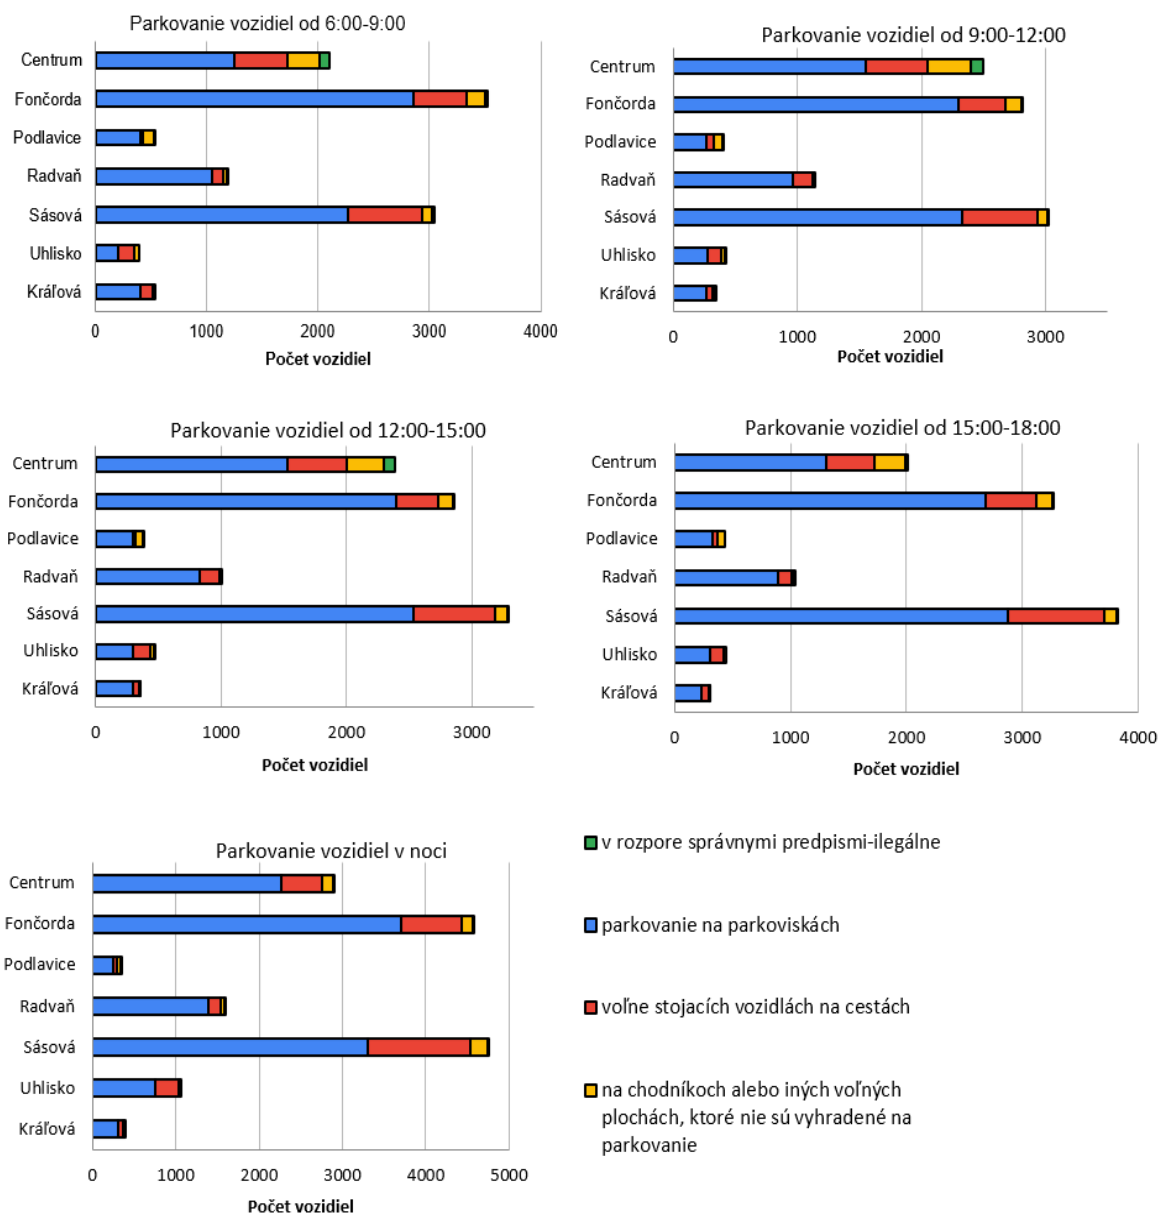 Parkovanie vozidiel od 6:00-9:00
Centrum
Fončorda
Podlavice
Radvaň
Sásová
Uhlisko
Kráľová
0 1000 2000 3000 4000
Počet vozidiel
Parkovanie vozidiel od 9:00-12:00
Centrum
Fončorda
Podlavice
Radvaň
Sásová
Uhlisko
Kráľová
0 1000 2000 3000
Počet vozidiel
Parkovanie vozidiel od 12:00-15:00
Centrum
Fončorda
Podlavice
Radvaň
Sásová
Uhlisko
Kráľová
0 1000 2000 3000
Počet vozidiel
Parkovanie vozidiel od 15:00-18:00
Centrum
Fončorda
Podlavice
Radvaň
Sásová
Uhlisko
Kráľová
0 1000 2000 3000 4000
Počet vozidiel
Parkovanie vozidiel v noci
Centrum
Fončorda
Podlavice
Radvaň
Sásová
Uhlisko
Kráľová
0 1000 2000 3000 4000 5000
Počet vozidiel
v rozpore správnymi predpismi-ilegálne
parkovanie na parkoviskách
voľne stojacích vozidlách na cestách
na chodníkoch alebo iných voľných
plochách, ktoré nie sú vyhradené na
parkovanie